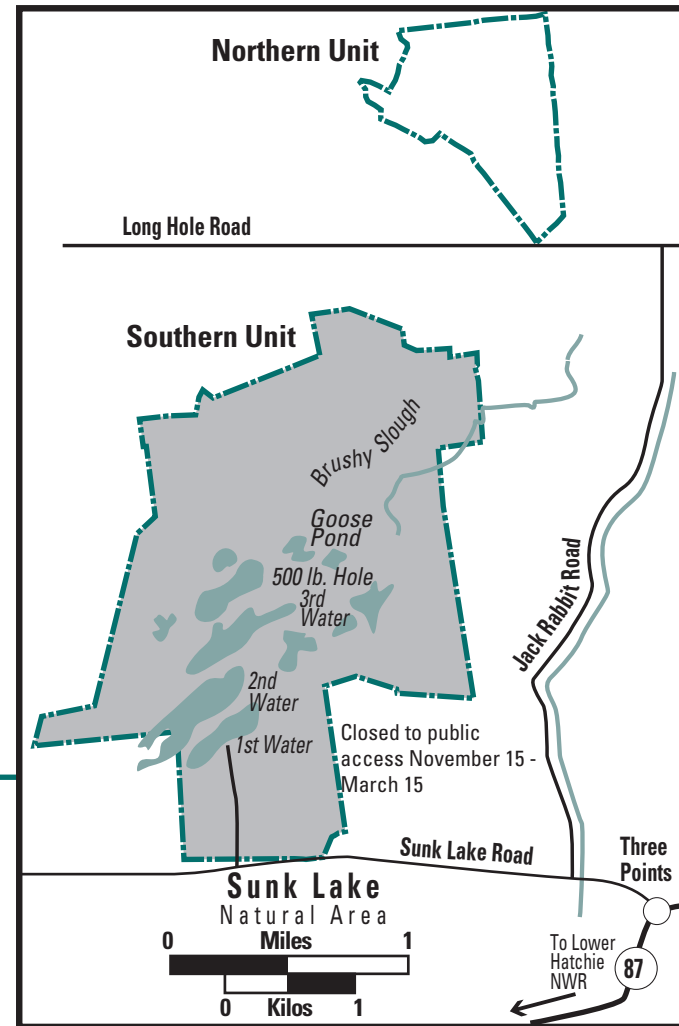 Northern Unit
Long Hole Road
Southern Unit
Brushy Slough
Goose
Pond
500 lb. Hole
3rd
Water
Jack Rabbit Road
2nd
Water
1st Water
Closed to public
access November 15 -
March 15
Sunk Lake Road
Three
Points
Sunk Lake
Natural Area
0 Miles 1
0 Kilos 1
To Lower
Hatchie
NWR
87